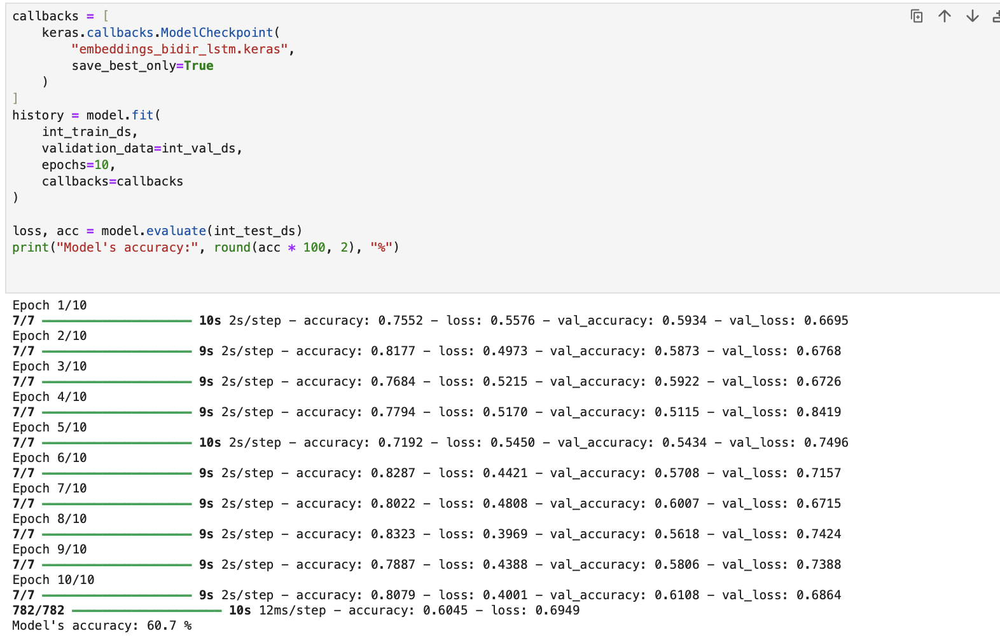 callbacks = [
    keras.callbacks.ModelCheckpoint(
        "embeddings_bidir_lstm.keras",
        save_best_only=True
    )
]
history = model.fit(
    int_train_ds,
    validation_data=int_val_ds,
    epochs=10,
    callbacks=callbacks
)
loss, acc = model.evaluate(int_test_ds)
print("Model's accuracy:", round(acc * 100, 2), "%")
Epoch 1/10
7/7 10s 2s/step - accuracy: 0.7552 - loss: 0.5576 - val_accuracy: 0.5934 - val_loss: 0.6695
Epoch 2/10
7/7 9s 2s/step - accuracy: 0.8177 - loss: 0.4973 - val_accuracy: 0.5873 - val_loss: 0.6768
Epoch 3/10
7/7 9s 2s/step - accuracy: 0.7684 - loss: 0.5215 - val_accuracy: 0.5922 - val_loss: 0.6726
Epoch 4/10
7/7 9s 2s/step - accuracy: 0.7794 - loss: 0.5170 - val_accuracy: 0.5115 - val_loss: 0.8419
Epoch 5/10
7/7 10s 2s/step - accuracy: 0.7192 - loss: 0.5450 - val_accuracy: 0.5434 - val_loss: 0.7496
Epoch 6/10
7/7 9s 2s/step - accuracy: 0.8287 - loss: 0.4421 - val_accuracy: 0.5708 - val_loss: 0.7157
Epoch 7/10
7/7 9s 2s/step - accuracy: 0.8022 - loss: 0.4808 - val_accuracy: 0.6007 - val_loss: 0.6715
Epoch 8/10
7/7 9s 2s/step - accuracy: 0.8323 - loss: 0.3969 - val_accuracy: 0.5618 - val_loss: 0.7424
Epoch 9/10
7/7 9s 2s/step - accuracy: 0.7887 - loss: 0.4388 - val_accuracy: 0.5806 - val_loss: 0.7388
Epoch 10/10
7/7 9s 2s/step - accuracy: 0.8079 - loss: 0.4001 - val_accuracy: 0.6108 - val_loss: 0.6864
782/782 10s 12ms/step - accuracy: 0.6045 - loss: 0.6949
Model's accuracy: 60.7 %